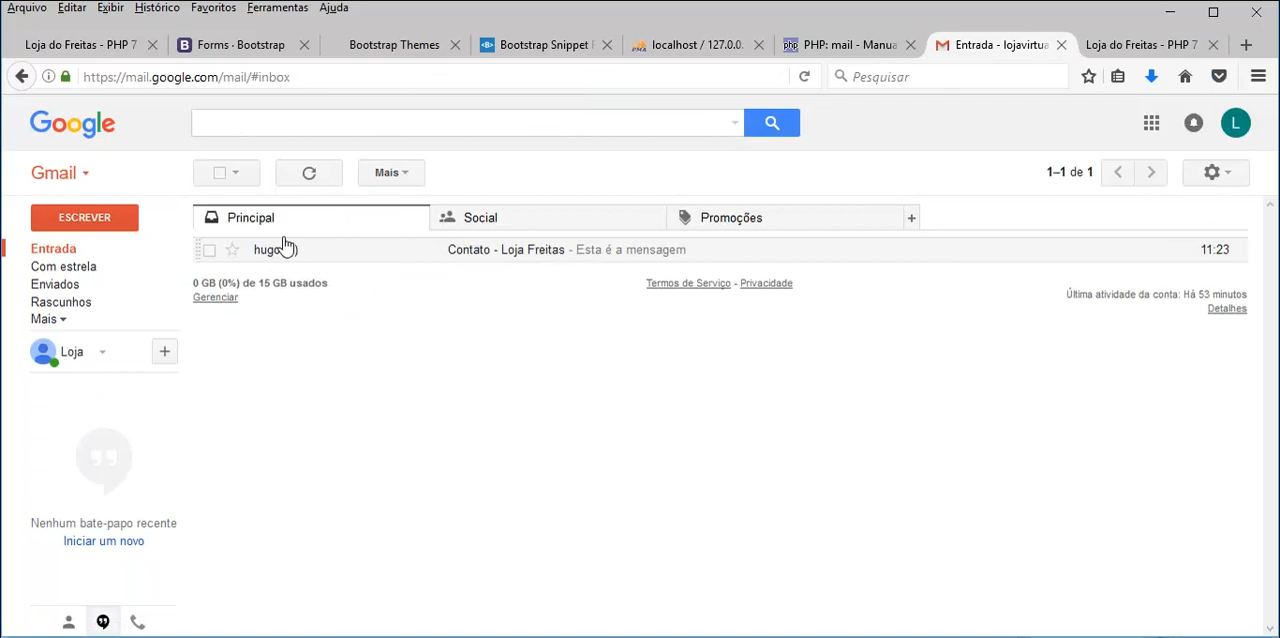 Arquivo Editar Exibir Histórico Favoritos Ferramentas Ajuda
Loja do Freitas - PHP 7 Forms · Bootstrap Bootstrap Themes Bootstrap Snippet F localhost / 127.0.0. PHP: mail - Manua Entrada - lojavirtua Loja do Freitas - PHP 7
https://mail.google.com/mail/#inbox Pesquisar
Google L
Gmail Mais 1–1 de 1
ESCREVER Principal Social Promoções
Entrada Contato - Loja Freitas - Esta é a mensagem 11:23
Com estrela
Enviados
Rascunhos
Mais
0 GB (0%) de 15 GB usados
Gerenciar
Termos de Serviço - Privacidade
Última atividade da conta: Há 53 minutos
Detalhes
Loja
Nenhum bate-papo recente
Iniciar um novo